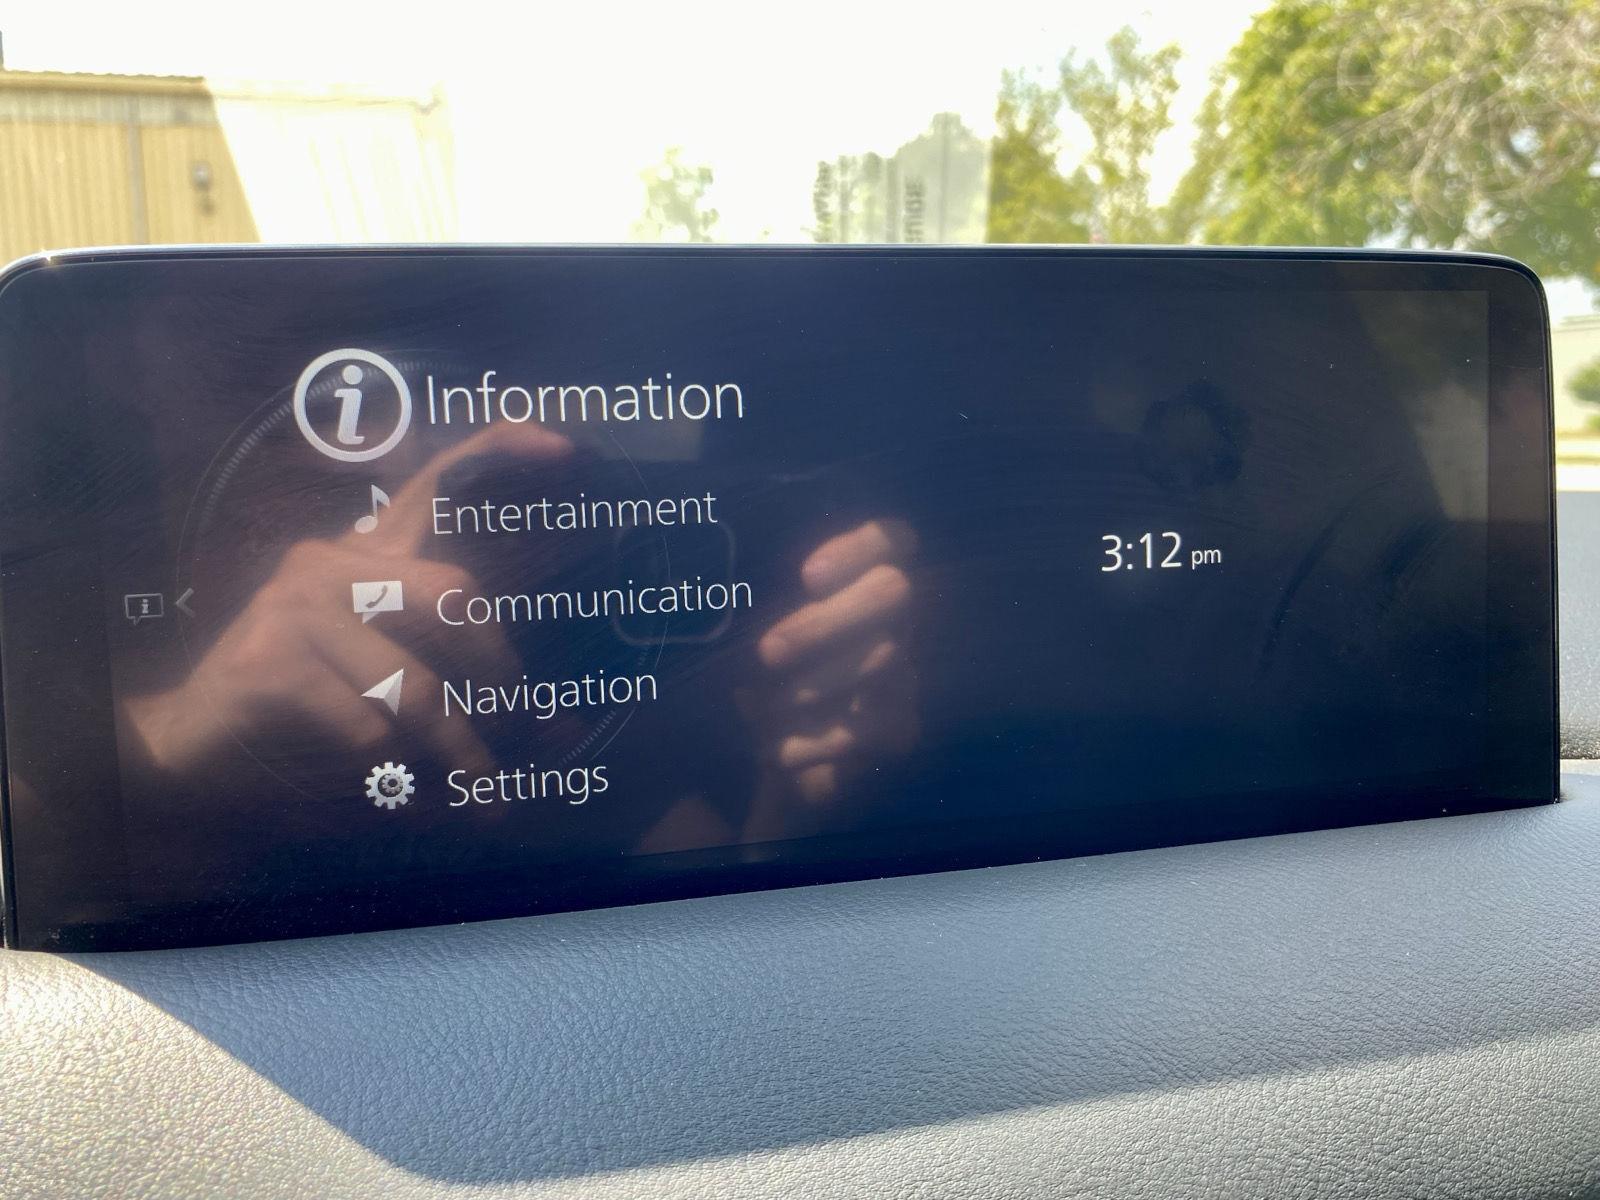 Information
Entertainment
Communication
Navigation
Settings
3:12 pm